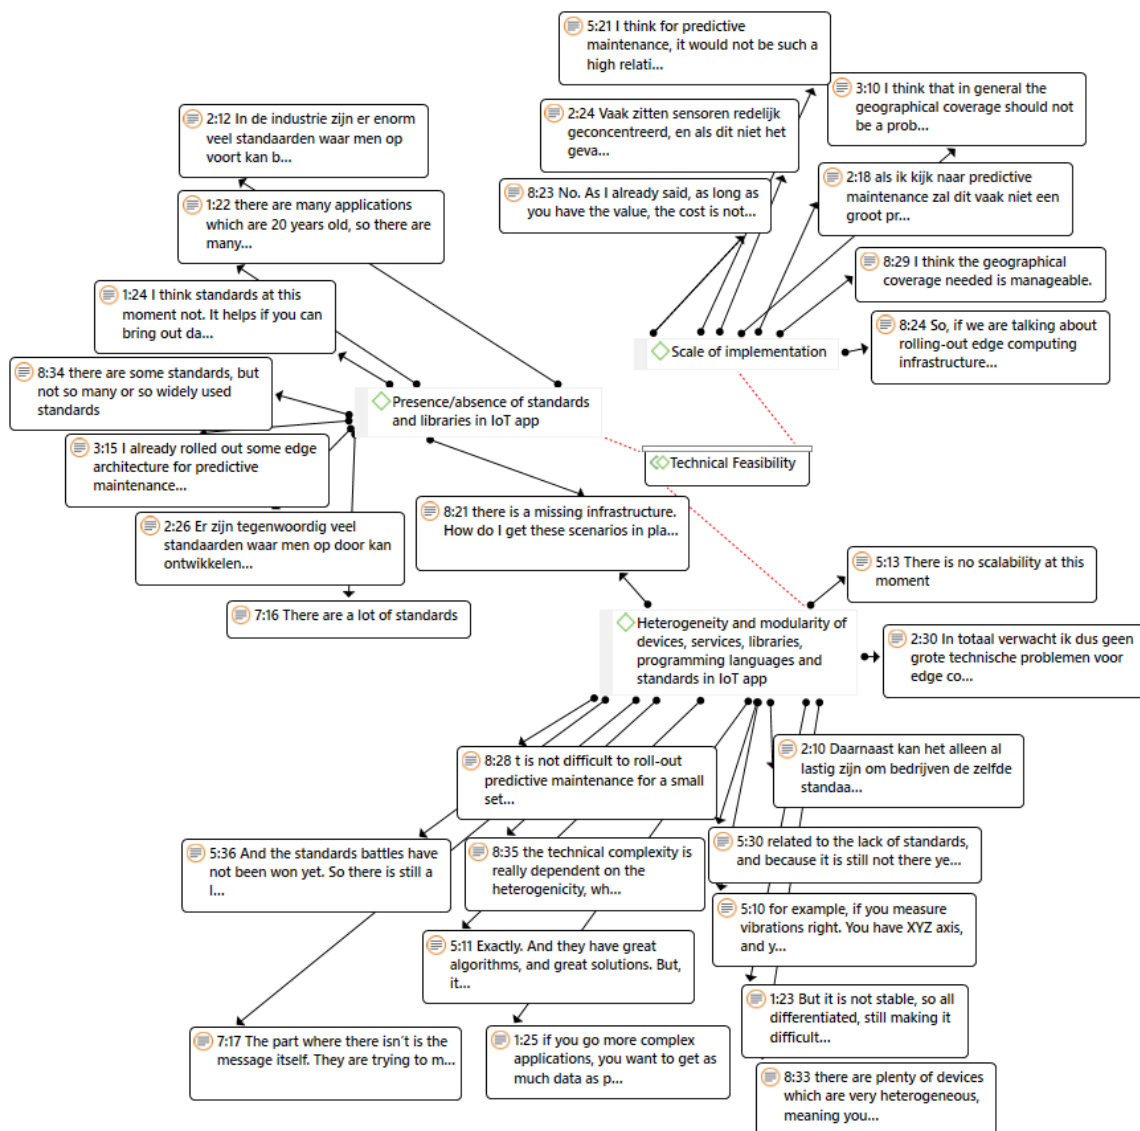 5:21 I think for predictive
maintenance, it would not be such a
high relati...
3:10 I think that in general the
geographical coverage should not
be a prob...
2:12 In de industrie zijn er enorm
veel standaarden waar men op
voort kan b...
2:24 Vaak zitten sensoren redelijk
geconcentreerd, en als dit niet het
geva...
2:18 als ik kijk naar predictive
maintenance zal dit vaak niet een
groot pr...
8:23 No. As I already said, as long as
you have the value, the cost is not...
1:22 there are many applications
which are 20 years old, so there are
many...
8:29 I think the geographical
coverage needed is manageable.
1:24 I think standards at this
moment not. It helps if you can
bring out da...
8:24 So, if we are talking about
rolling-out edge computing
infrastructure...
Scale of implementation
8:34 there are some standards, but
not so many or so widely used
standards
Presence/absence of standards
and libraries in IoT app
3:15 I already rolled out some edge
architecture for predictive
maintenance...
Technical Feasibility
8:21 there is a missing infrastructure.
How do I get these scenarios in pla...
2:26 Er zijn tegenwoordig veel
standaarden waar men op door kan
ontwikkelen...
5:13 There is no scalability at this
moment
7:16 There are a lot of standards
Heterogeneity and modularity of
devices, services, libraries,
programming languages and
standards in IoT app
2:30 In totaal verwacht ik dus geen
grote technische problemen voor
edge co...
2:10 Daarnaast kan het alleen al
lastig zijn om bedrijven de zelfde
standaa...
8:28 t is not difficult to roll-out
predictive maintenance for a small
set...
5:30 related to the lack of standards,
and because it is still not there ye...
5:36 And the standards battles have
not been won yet. So there is still a
l...
8:35 the technical complexity is
really dependent on the
heterogenicity, wh...
5:10 for example, if you measure
vibrations right. You have XYZ axis,
and y...
5:11 Exactly. And they have great
algorithms, and great solutions. But,
it...
1:23 But it is not stable, so all
differentiated, still making it
difficult...
7:17 The part where there isn´t is the
message itself. They are trying to m...
1:25 if you go more complex
applications, you want to get as
much data as p...
8:33 there are plenty of devices
which are very heterogeneous,
meaning you...